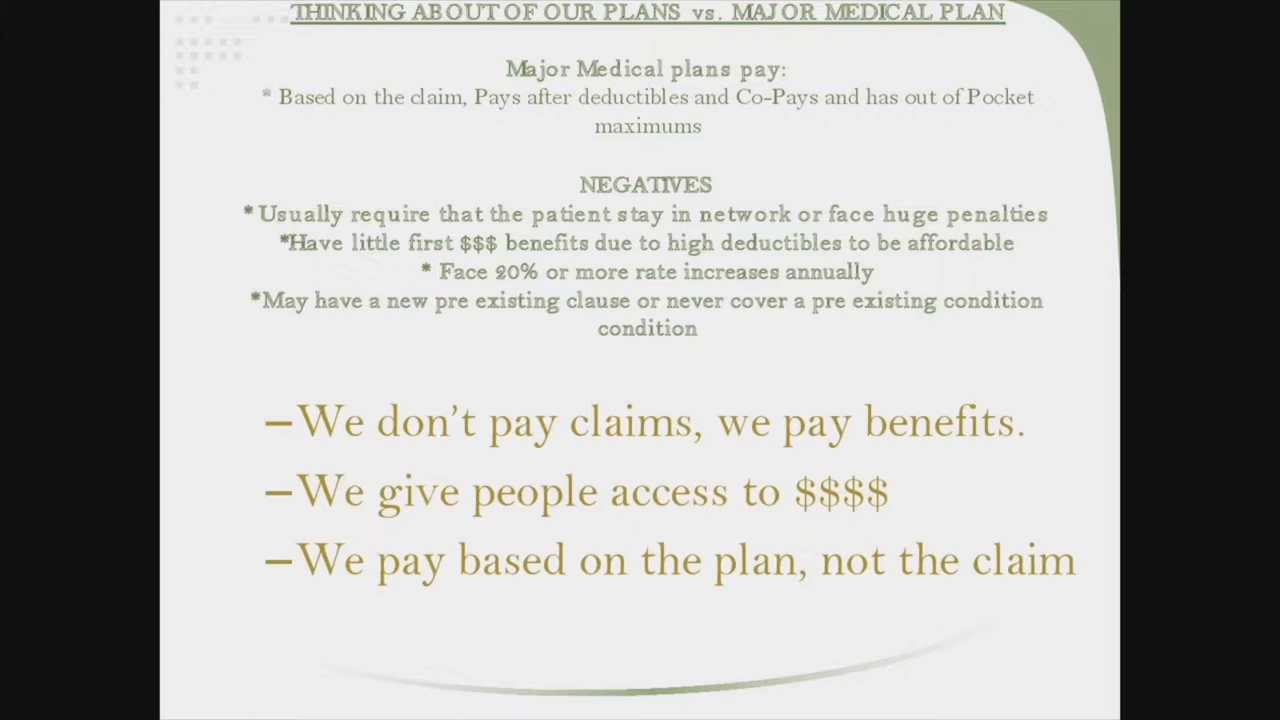 THINKING ABOUT OF OUR PLANS vs. MAJOR MEDICAL PLAN
Major Medical plans pay:
* Based on the claim, Pays after deductibles and Co-Pays and has out of Pocket
maximums
NEGATIVES
* Usually require that the patient stay in network or face huge penalties
*Have little first $$$ benefits due to high deductibles to be affordable
* Face 20% or more rate increases annually
*May have a new pre existing clause or never cover a pre existing condition
condition
–We don't pay claims, we pay benefits.
–We give people access to $$$$
–We pay based on the plan, not the claim